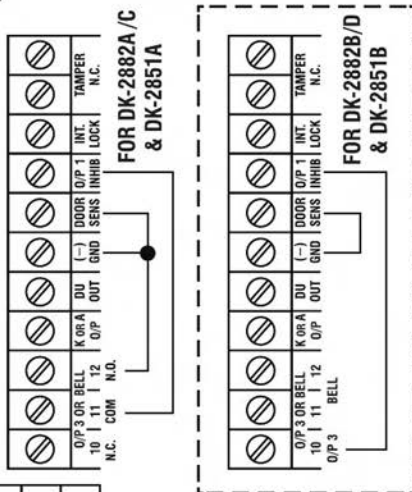 O/P 3 OR BELL
10 11 12
N.C. COM N.O.
K OR A
O/P
DU
OUT
(–)
GND
DOOR
SENS
O/P 1
INHIB
INT.
LOCK
TAMPER
N.C.
FOR DK-2882A/C
& DK-2851A
O/P 3 OR BELL
10 11 12
O/P 3 BELL
K OR A
O/P
DU
OUT
(–)
GND
DOOR
SENS
O/P 1
INHIB
INT.
LOCK
TAMPER
N.C.
FOR DK-2882B/D
& DK-2851B